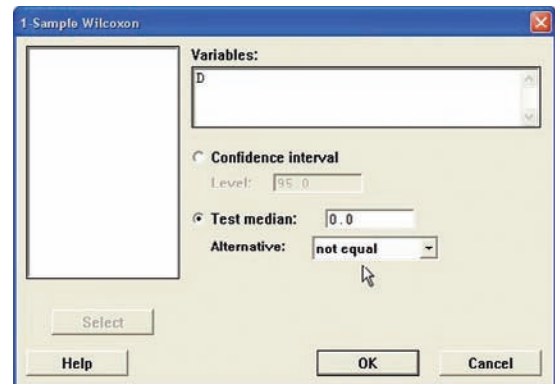 1-Sample Wilcoxon
Variables:
D
Confidence interval
Level: 95.0
Test median: 0.0
Alternative: not equal
Select
Help OK Cancel